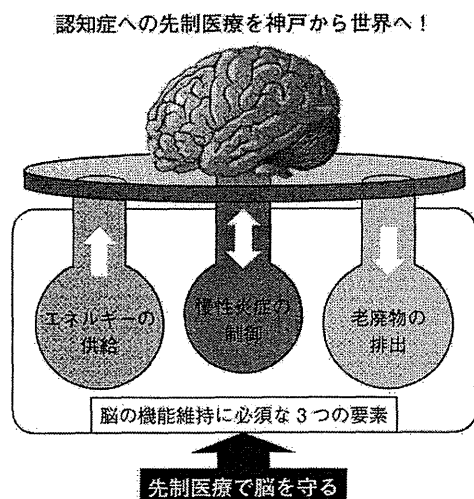 認知症への先制医療を神戸から世界へ！
エネルギーの
供給
慢性炎症の
制御
老廃物の
排出
脳の機能維持に必須な３つの要素
先制医療で脳を守る